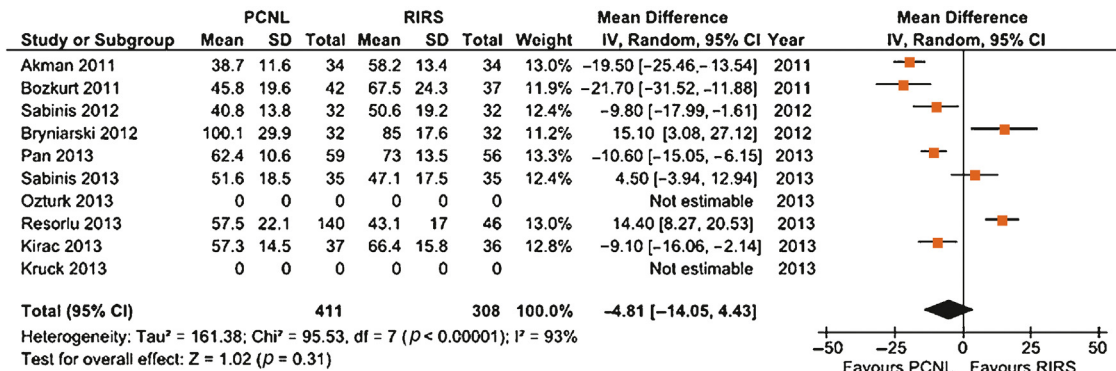 PCNL RIRS Mean Difference Mean Difference
Study or Subgroup Mean SD Total Mean SD Total Weight IV, Random, 95% CI Year IV, Random, 95% CI
Akman 2011 38.7 11.6 34 58.2 13.4 34 13.0% −19.50 [−25.46,−13.54] 2011
Bozkurt 2011 45.8 19.6 42 67.5 24.3 37 11.9% −21.70 [−31.52, −11.88] 2011
Sabinis 2012 40.8 13.8 32 50.6 19.2 32 12.4% −9.80 [−17.99, −1.61] 2012
Bryniarski 2012 100.1 29.9 32 85 17.6 32 11.2% 15.10 [3.08, 27.12] 2012
Pan 2013 62.4 10.6 59 73 13.5 56 13.3% −10.60 [−15.05, −6.15] 2013
Sabinis 2013 51.6 18.5 35 47.1 17.5 35 12.4% 4.50 [−3.94, 12.94] 2013
Ozturk 2013 0 0 0 0 0 0 Not estimable 2013
Resorlu 2013 57.5 22.1 140 43.1 17 46 13.0% 14.40 [8.27, 20.53] 2013
Kirac 2013 57.3 14.5 37 66.4 15.8 36 12.8% −9.10 [−16.06, −2.14] 2013
Kruck 2013 0 0 0 0 0 0 Not estimable 2013
Total (95% CI) 411 308 100.0% −4.81 [−14.05, 4.43]
Heterogeneity: Tau² = 161.38; Chi² = 95.53, df = 7 (p < 0.00001); I² = 93%
Test for overall effect: Z = 1.02 (p = 0.31)
−50 −25 0 25 50
Favours PCNL Favours RIRS